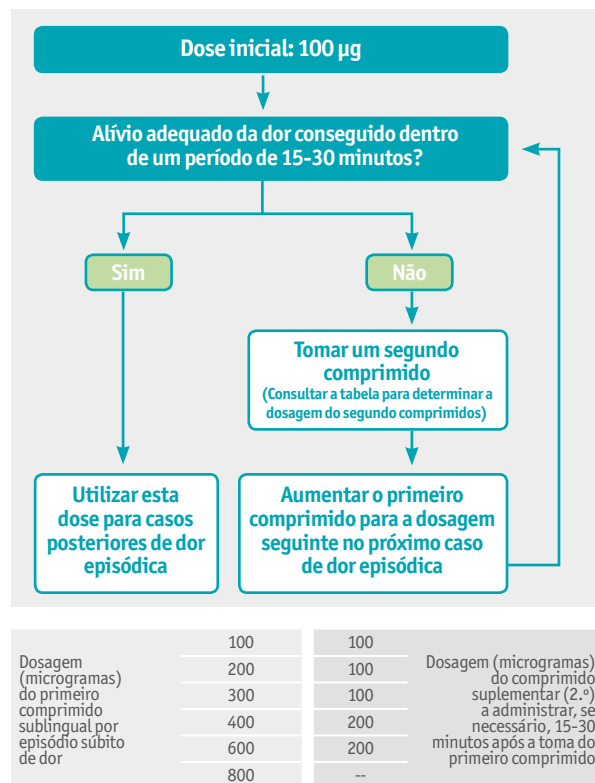 Dose inicial: 100 µg
Alívio adequado da dor conseguido dentro
de um período de 15-30 minutos?
Sim
Não
Tomar um segundo
comprimido
(Consultar a tabela para determinar a
dosagem do segundo comprimidos)
Utilizar esta
dose para casos
posteriores de dor
episódica
Aumentar o primeiro
comprimido para a dosagem
seguinte no próximo caso
de dor episódica
Dosagem
(microgramas)
do primeiro
comprimido
sublingual por
episódio súbito
de dor
100
200
300
400
600
800
100
100
100
200
200
--
Dosagem (microgramas)
do comprimido
suplementar (2.º)
a administrar, se
necessário, 15-30
minutos após a toma do
primeiro comprimido